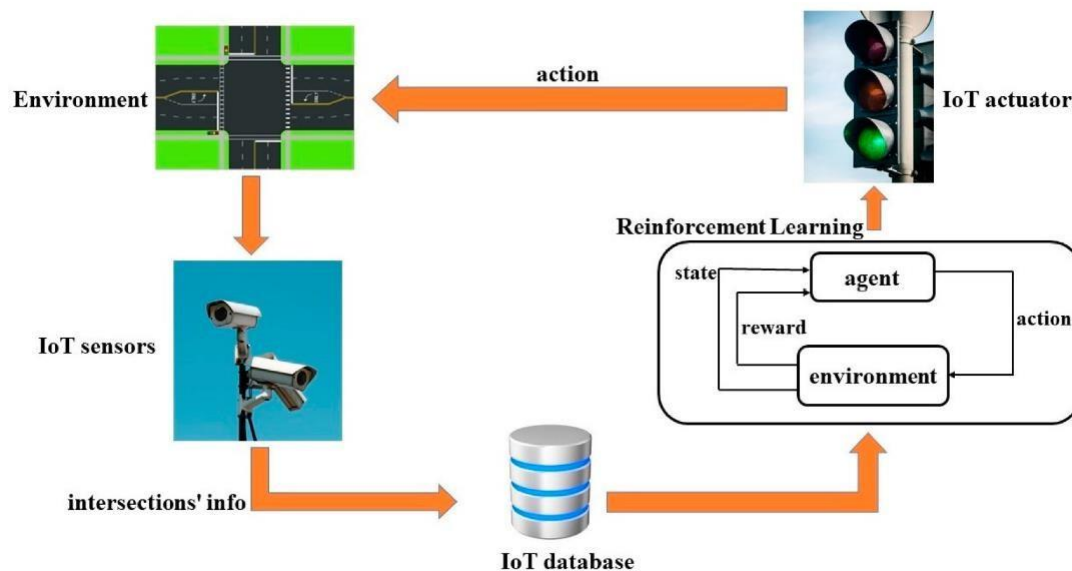 action
Environment
IoT actuator
Reinforcement Learning
state
agent
reward
action
environment
IoT sensors
intersections' info
IoT database